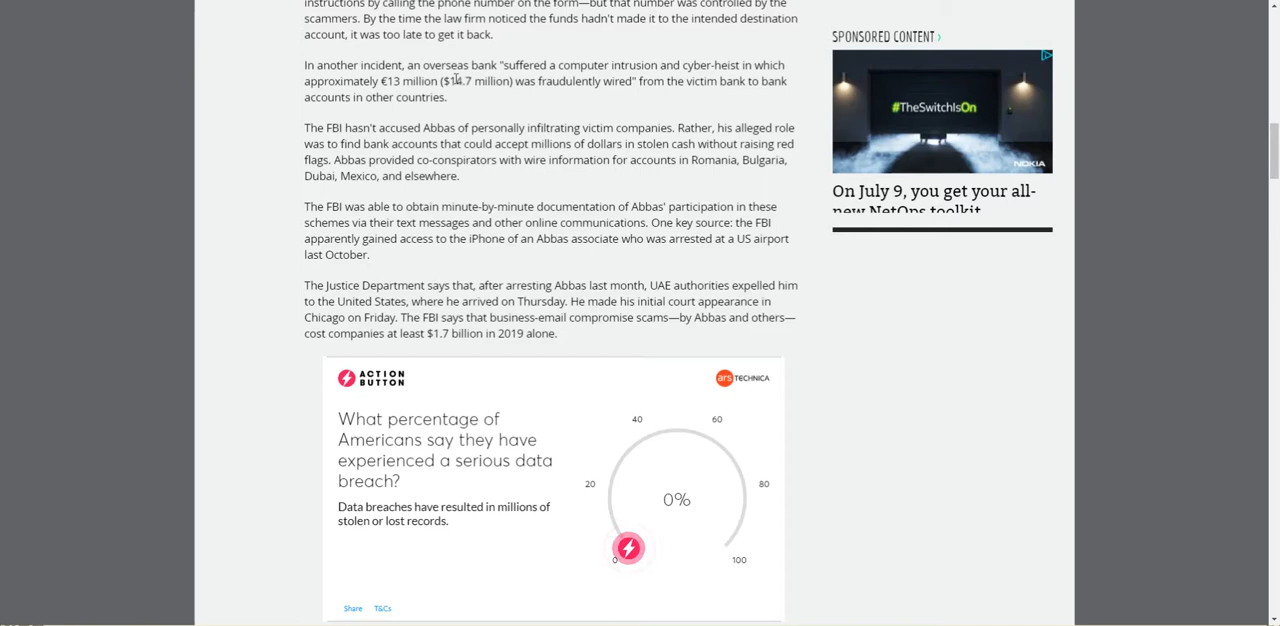 instructions by calling the phone number on the form—but that number was controlled by the
scammers. By the time the law firm noticed the funds hadn't made it to the intended destination
account, it was too late to get it back.
In another incident, an overseas bank "suffered a computer intrusion and cyber-heist in which
approximately €13 million ($14.7 million) was fraudulently wired" from the victim bank to bank
accounts in other countries.
The FBI hasn't accused Abbas of personally infiltrating victim companies. Rather, his alleged role
was to find bank accounts that could accept millions of dollars in stolen cash without raising red
flags. Abbas provided co-conspirators with wire information for accounts in Romania, Bulgaria,
Dubai, Mexico, and elsewhere.
The FBI was able to obtain minute-by-minute documentation of Abbas' participation in these
schemes via their text messages and other online communications. One key source: the FBI
apparently gained access to the iPhone of an Abbas associate who was arrested at a US airport
last October.
The Justice Department says that, after arresting Abbas last month, UAE authorities expelled him
to the United States, where he arrived on Thursday. He made his initial court appearance in
Chicago on Friday. The FBI says that business-email compromise scams—by Abbas and others—
cost companies at least $1.7 billion in 2019 alone.
ACTION
BUTTON
ars TECHNICA
What percentage of
Americans say they have
experienced a serious data
breach?
Data breaches have resulted in millions of
stolen or lost records.
40
60
20
80
0%
0
100
Share T&Cs
SPONSORED CONTENT ›
#TheSwitchIsOn
NOKIA
On July 9, you get your all-
new NetOps toolkit